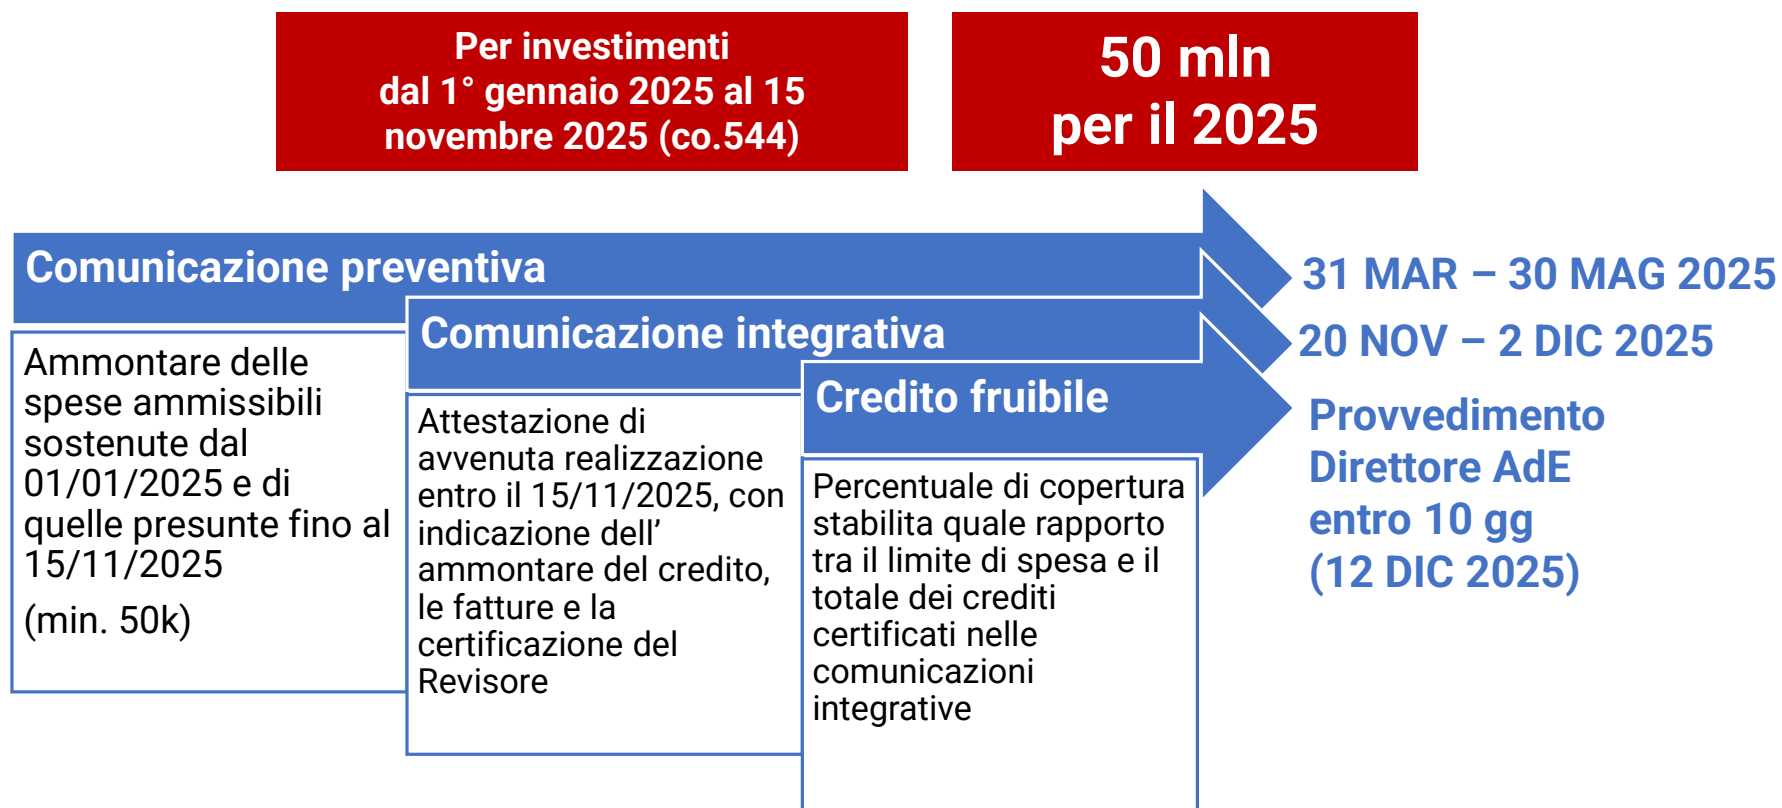 Per investimenti
dal 1° gennaio 2025 al 15
novembre 2025 (co.544)
50 mln
per il 2025
Comunicazione preventiva
31 MAR – 30 MAG 2025
Ammontare delle
spese ammissibili
sostenute dal
01/01/2025 e di
quelle presunte fino al
15/11/2025
(min. 50k)
Comunicazione integrativa
20 NOV – 2 DIC 2025
Attestazione di
avvenuta realizzazione
entro il 15/11/2025, con
indicazione dell’
ammontare del credito,
le fatture e la
certificazione del
Revisore
Credito fruibile
Provvedimento
Direttore AdE
entro 10 gg
(12 DIC 2025)
Percentuale di copertura
stabilita quale rapporto
tra il limite di spesa e il
totale dei crediti
certificati nelle
comunicazioni
integrative